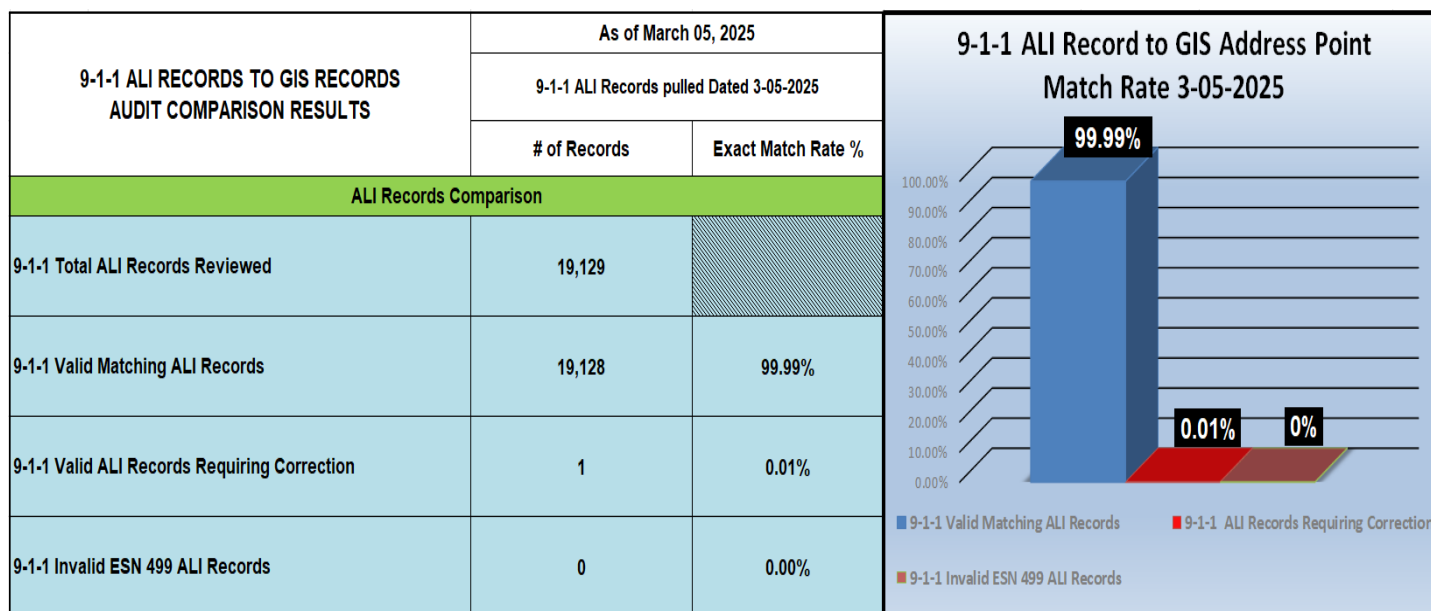 9-1-1 ALI RECORDS TO GIS RECORDS
AUDIT COMPARISON RESULTS
As of March 05, 2025
9-1-1 ALI Records pulled Dated 3-05-2025
# of Records
Exact Match Rate %
ALI Records Comparison
9-1-1 Total ALI Records Reviewed
19,129
9-1-1 Valid Matching ALI Records
19,128
99.99%
9-1-1 Valid ALI Records Requiring Correction
1
0.01%
9-1-1 Invalid ESN 499 ALI Records
0
0.00%
9-1-1 ALI Record to GIS Address Point
Match Rate 3-05-2025
99.99%
100.00%
90.00%
80.00%
70.00%
60.00%
50.00%
40.00%
30.00%
20.00%
10.00%
0.00%
0.01%
0%
9-1-1 Valid Matching ALI Records
9-1-1 ALI Records Requiring Correction
9-1-1 Invalid ESN 499 ALI Records